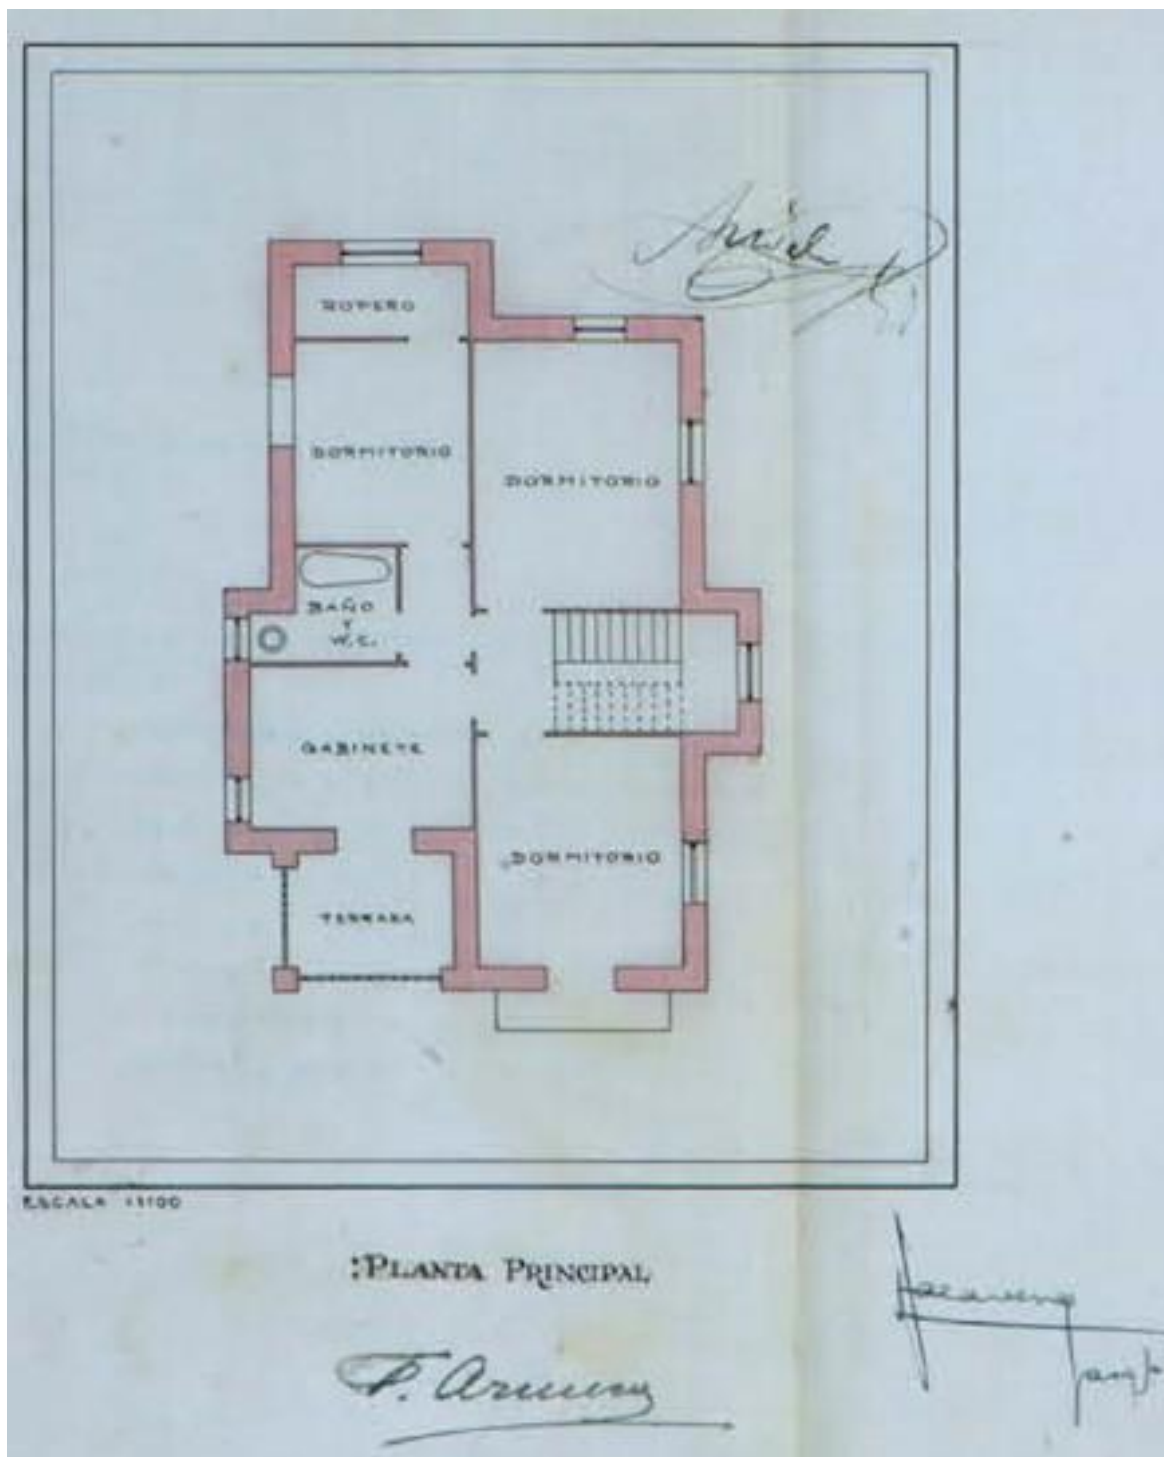 ROPERO
DORMITORIO
DORMITORIO
BAÑO
Y
W.C.
GABINETE
DORMITORIO
TERRAZA
ESCALA 1:100
:PLANTA PRINCIPAL